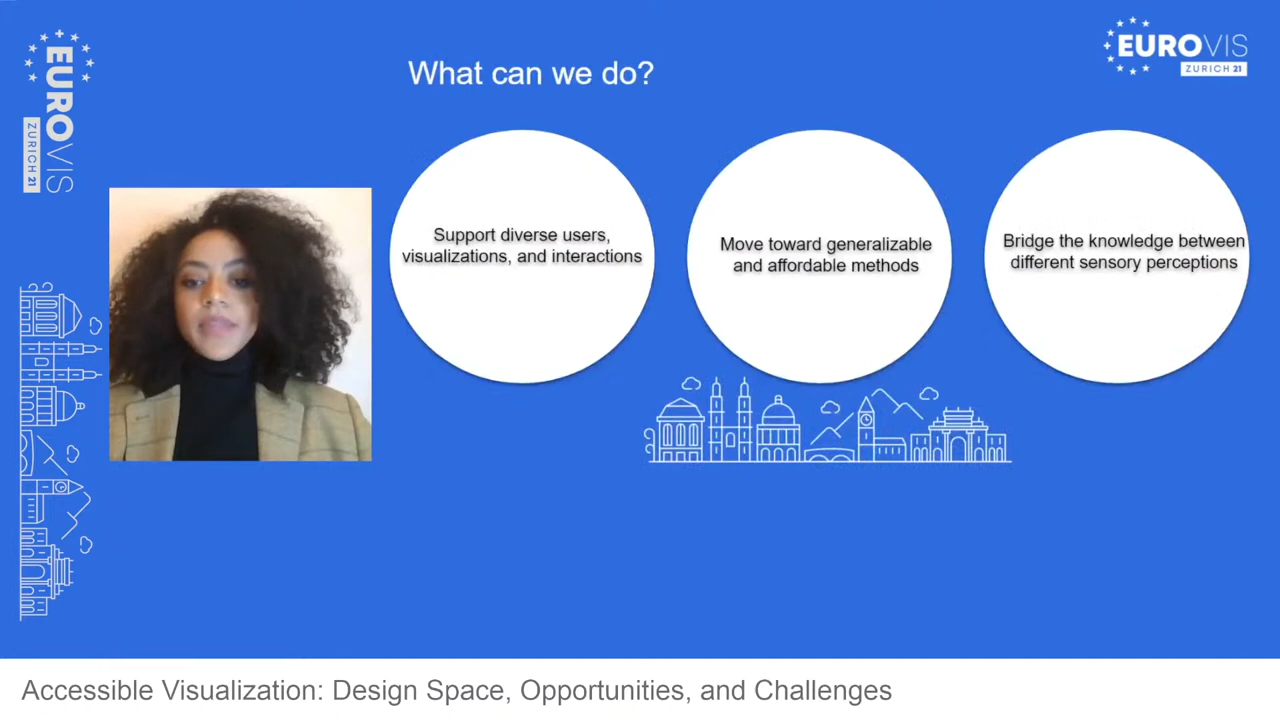 EUROVIS
ZURICH 21
What can we do?
EUROVIS
ZURICH 21
Support diverse users,
visualizations, and interactions
Move toward generalizable
and affordable methods
Bridge the knowledge between
different sensory perceptions
Accessible Visualization: Design Space, Opportunities, and Challenges